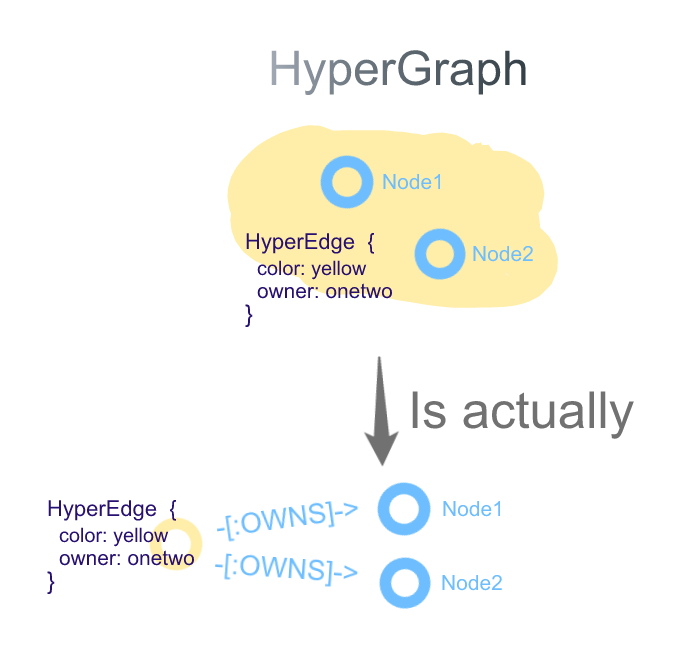 HyperGraph
Node1
HyperEdge {
Node2
color: yellow
owner: onetwo
}
Is actually
HyperEdge {
color: yellow
owner: onetwo
}
-[:OWNS]->
Node1
-[:OWNS]->
Node2